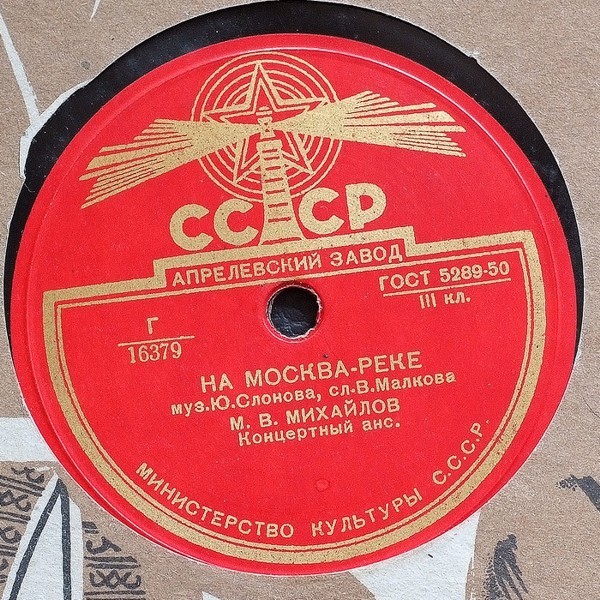 СССР
АПРЕЛЕВСКИЙ ЗАВОД
ГОСТ 5289-50
III кл.
Г
16379
НА МОСКВА-РЕКЕ
муз.Ю.Слонова, сл.В.Малкова
М. В. МИХАЙЛОВ
Концертный анс.
МИНИСТЕРСТВО КУЛЬТУРЫ С.С.С.Р.